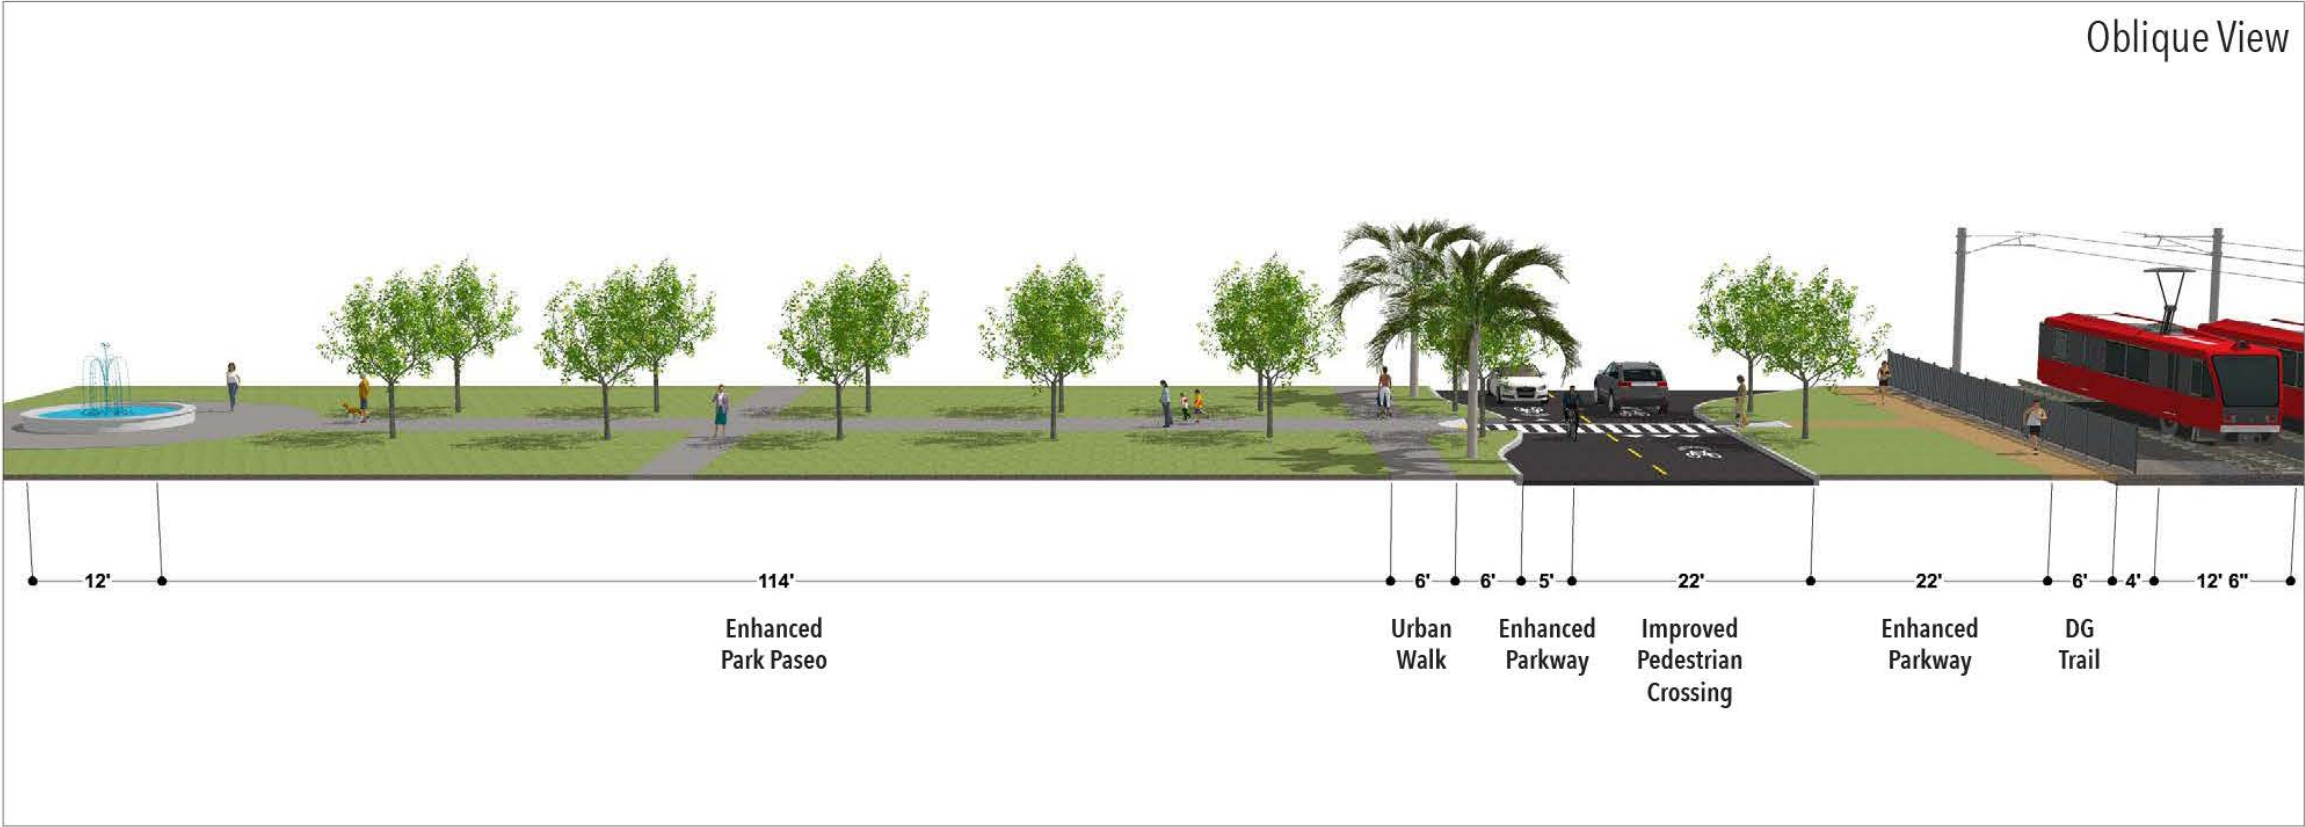 Oblique View
12' 114' 6' 6' 5' 22' 22' 6' 4' 12' 6"
Enhanced
Park Paseo
Urban
Walk
Enhanced
Parkway
Improved
Pedestrian
Crossing
Enhanced
Parkway
DG
Trail